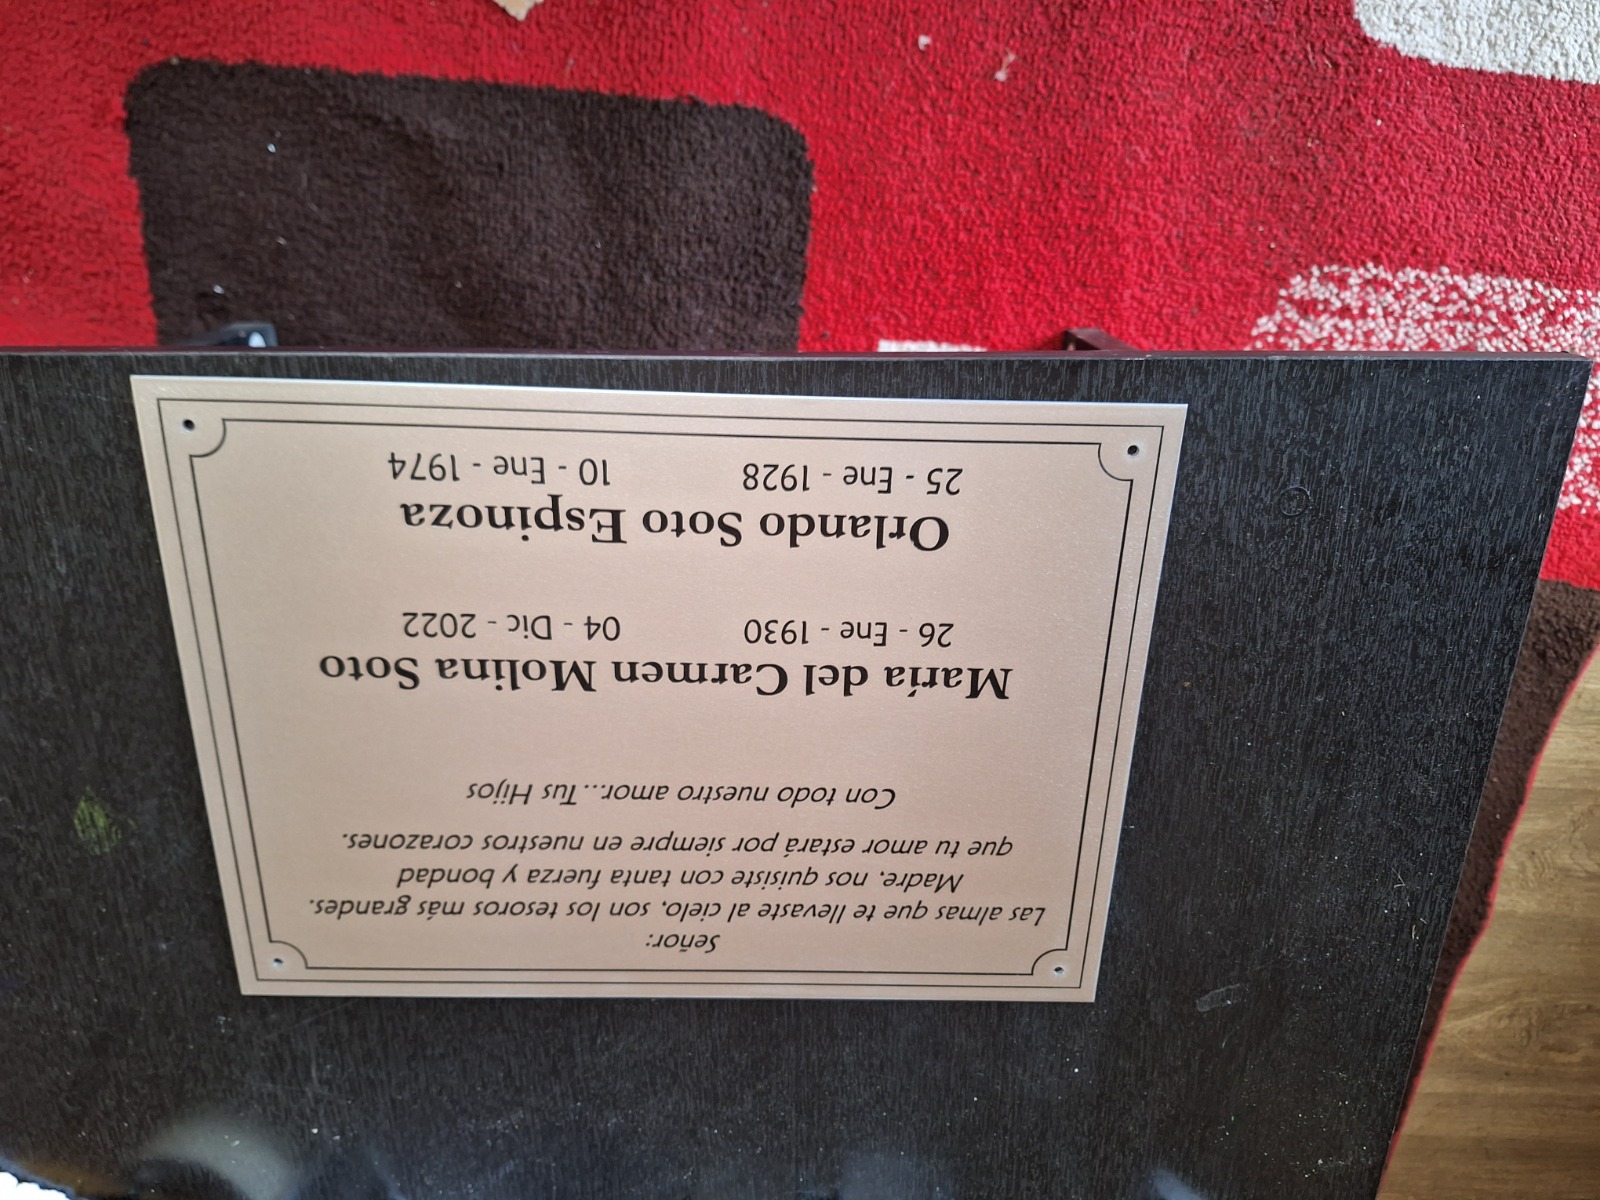 Señor:
Las almas que te llevaste al cielo, son los tesoros más grandes.
Madre, nos quisiste con tanta fuerza y bondad
que tu amor estará por siempre en nuestros corazones.
Con todo nuestro amor...Tus Hijos
María del Carmen Molina Soto
26 - Ene - 1930 04 - Dic - 2022
Orlando Soto Espinoza
25 - Ene - 1928 10 - Ene - 1974